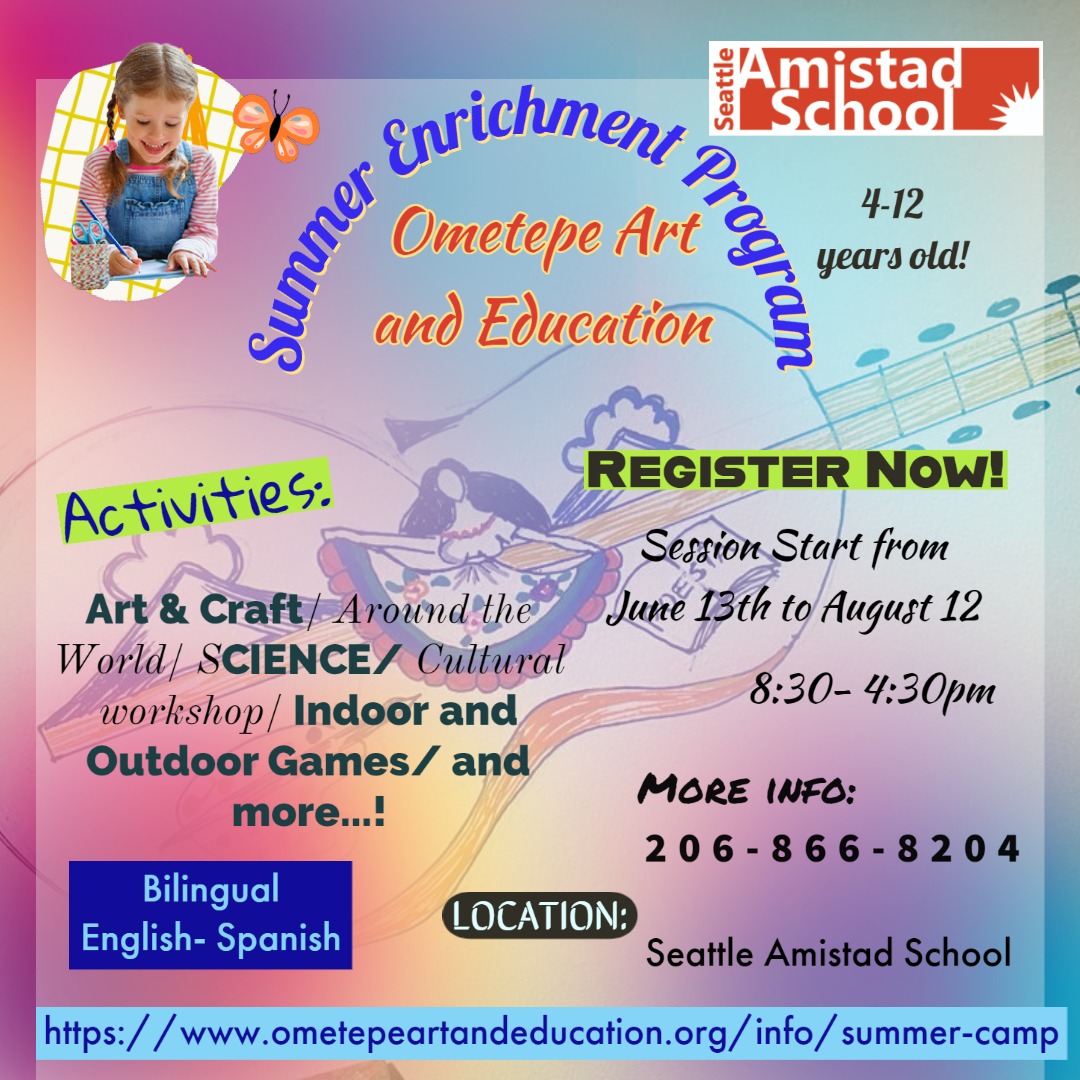 Seattle
Amistad
School
Summer Enrichment Program
Ometepe Art
and Education
4-12
years old!
Activities:
Art & Craft/ Around the
World/ SCIENCE/ Cultural
workshop/ Indoor and
Outdoor Games/ and
more...!
Bilingual
English- Spanish
Register Now!
Session Start from
June 13th to August 12
8:30- 4:30pm
More info:
206-866-8204
LOCATION:
Seattle Amistad School
https://www.ometepeartandeducation.org/info/summer-camp